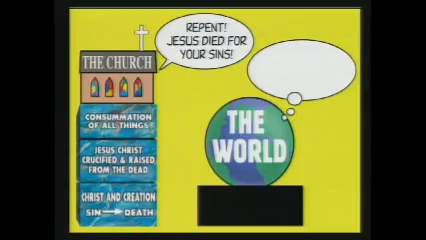 REPENT!
JESUS DIED FOR
YOUR SINS!
THE CHURCH
CONSUMMATION
OF ALL THINGS
JESUS CHRIST
CRUCIFIED & RAISED
FROM THE DEAD
CHRIST AND CREATION
SIN → DEATH
THE
WORLD